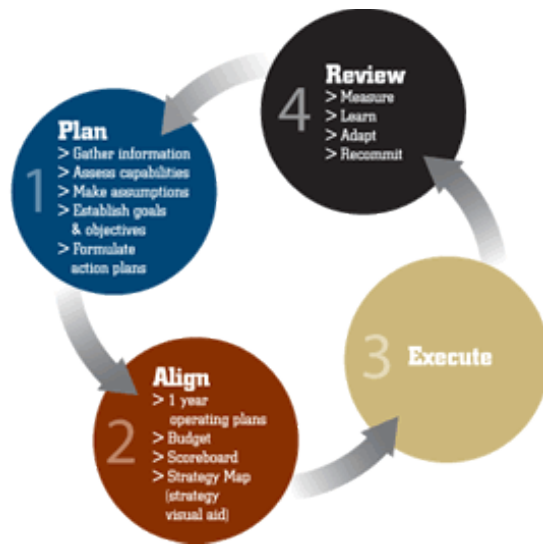 1
Plan
> Gather information
> Assess capabilities
> Make assumptions
> Establish goals
& objectives
> Formulate
action plans
2
Align
> 1 year
operating plans
> Budget
> Scoreboard
> Strategy Map
(strategy
visual aid)
3
Execute
4
Review
> Measure
> Learn
> Adapt
> Recommit